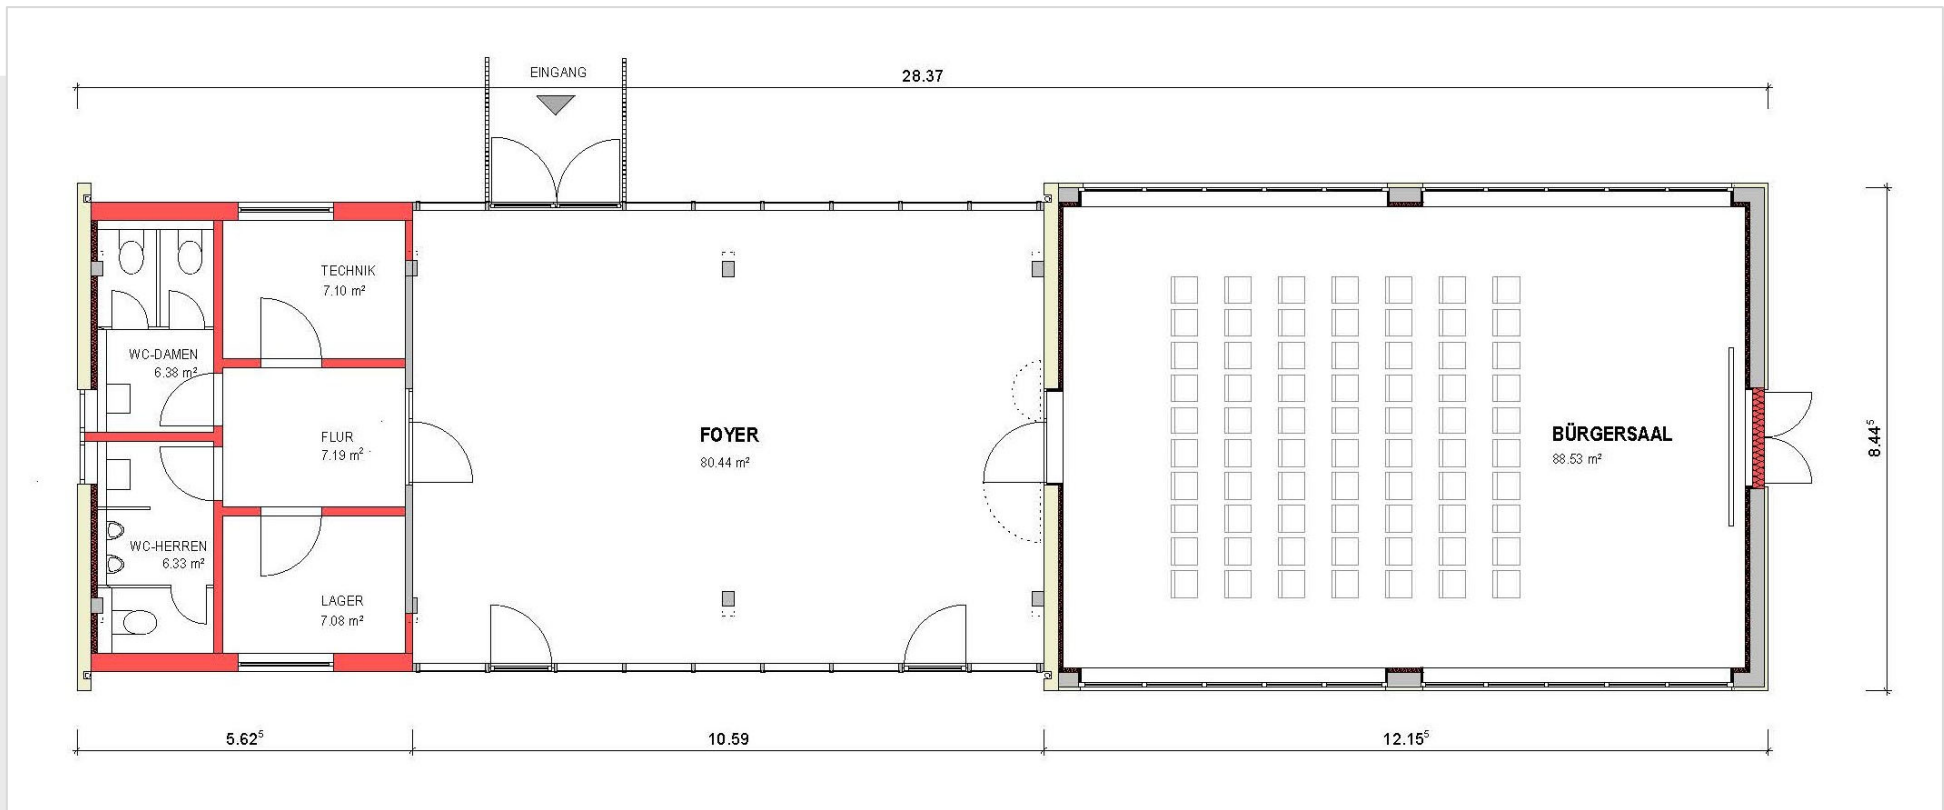 EINGANG
28.37
TECHNIK
7.10 m²
WC-DAMEN
6.38 m²
FLUR
7.19 m²
FOYER
80.44 m²
BÜRGERSAAL
88.53 m²
8.44⁵
WC-HERREN
6.33 m²
LAGER
7.08 m²
5.62⁵
10.59
12.15⁵